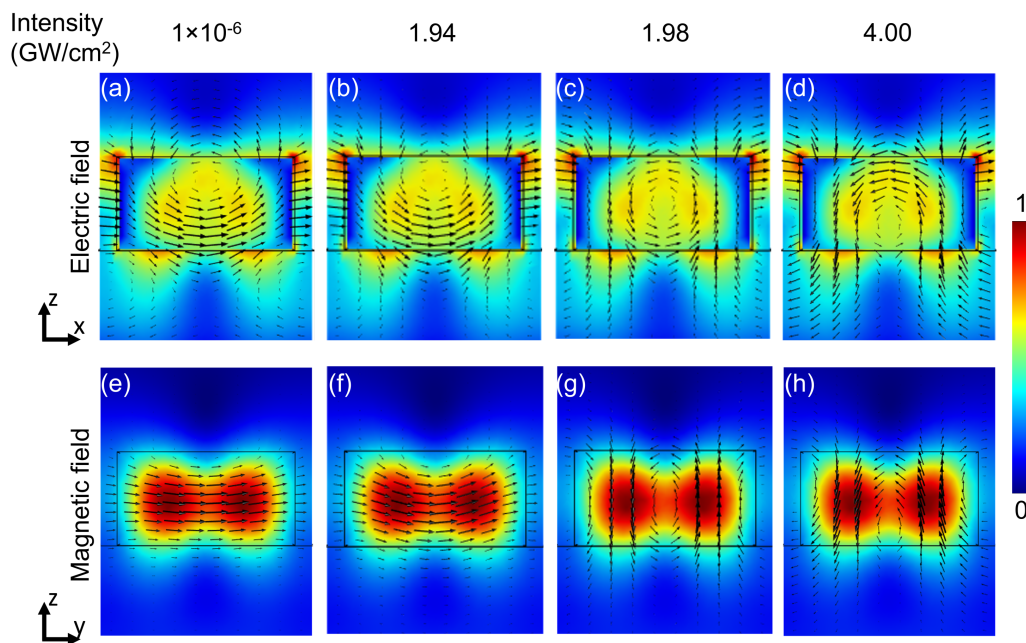 Intensity
(GW/cm²) 1×10⁻⁶ 1.94 1.98 4.00
(a) (b) (c) (d)
Electric field
z
x
1
0
(e) (f) (g) (h)
Magnetic field
z
y